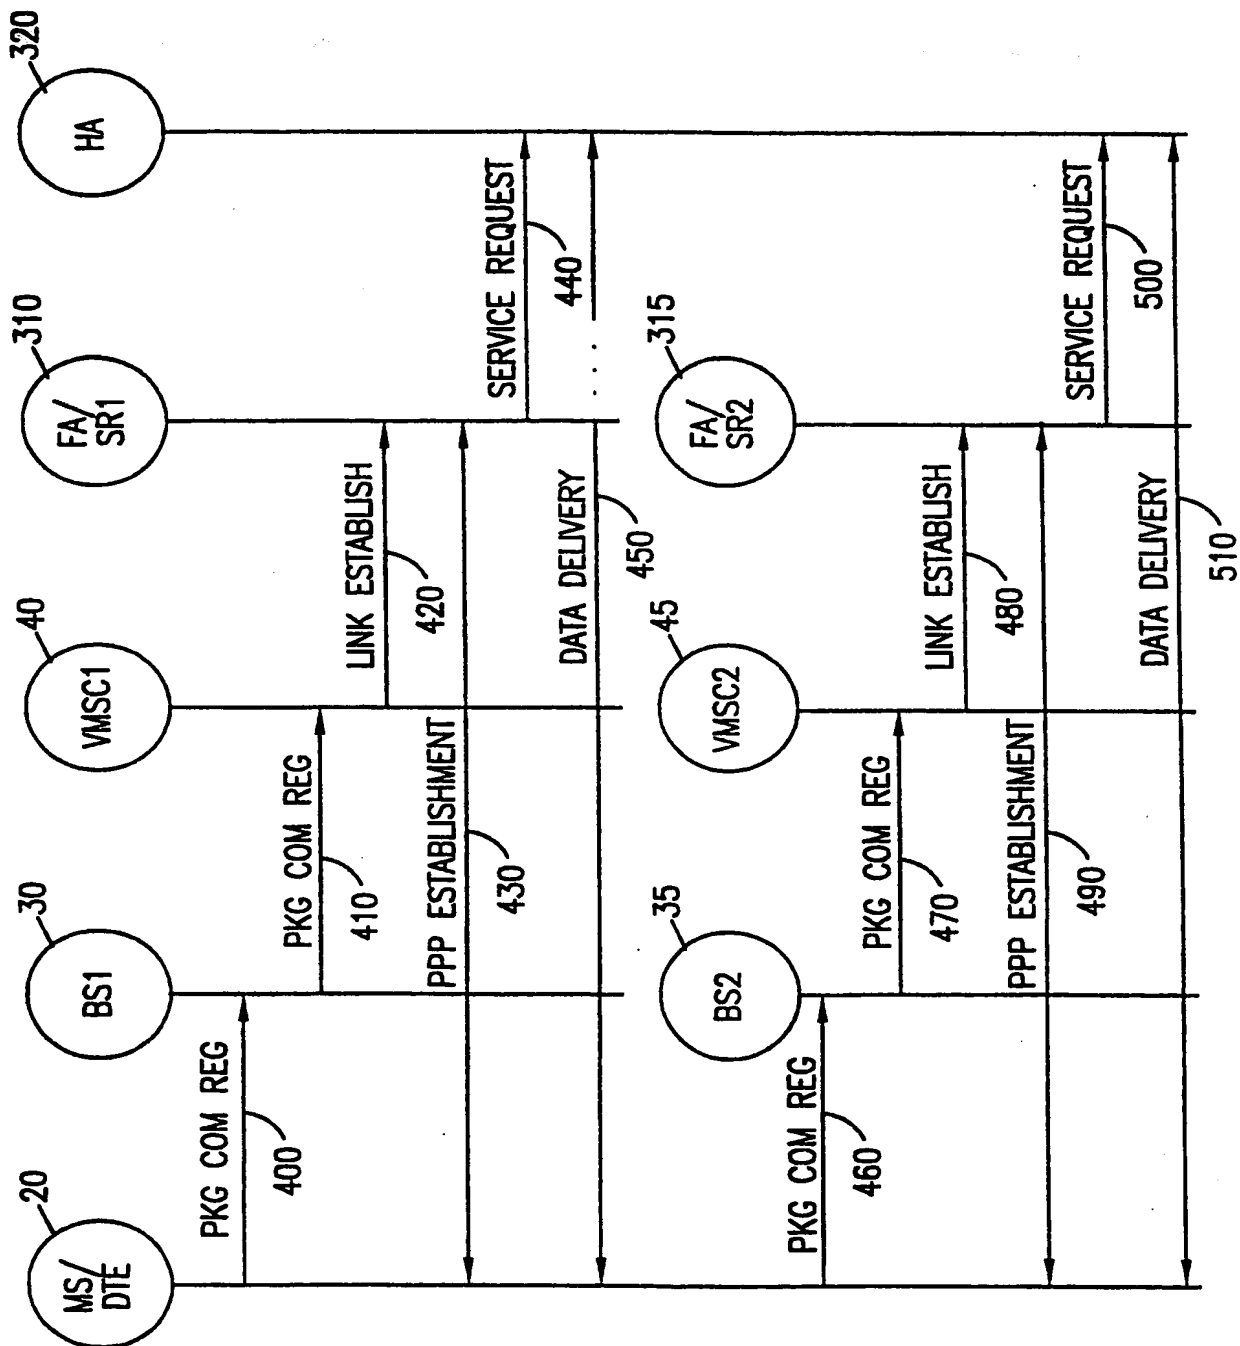 20
MS/
DTE
30
BS1
40
VMSC1
310
FA/
SR1
320
HA
PKG COM REG
400
PKG COM REG
410
LINK ESTABLISH
420
PPP ESTABLISHMENT
430
SERVICE REQUEST
440
DATA DELIVERY
....
450
35
BS2
45
VMSC2
315
FA/
SR2
PKG COM REG
460
PKG COM REG
470
LINK ESTABLISH
480
PPP ESTABLISHMENT
490
SERVICE REQUEST
500
DATA DELIVERY
510